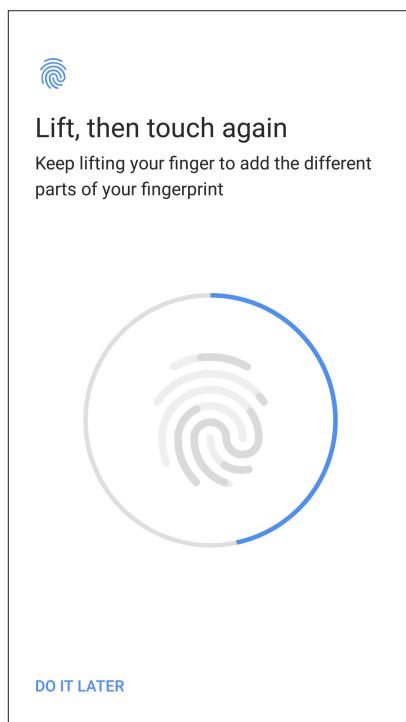 Lift, then touch again
Keep lifting your finger to add the different
parts of your fingerprint
DO IT LATER